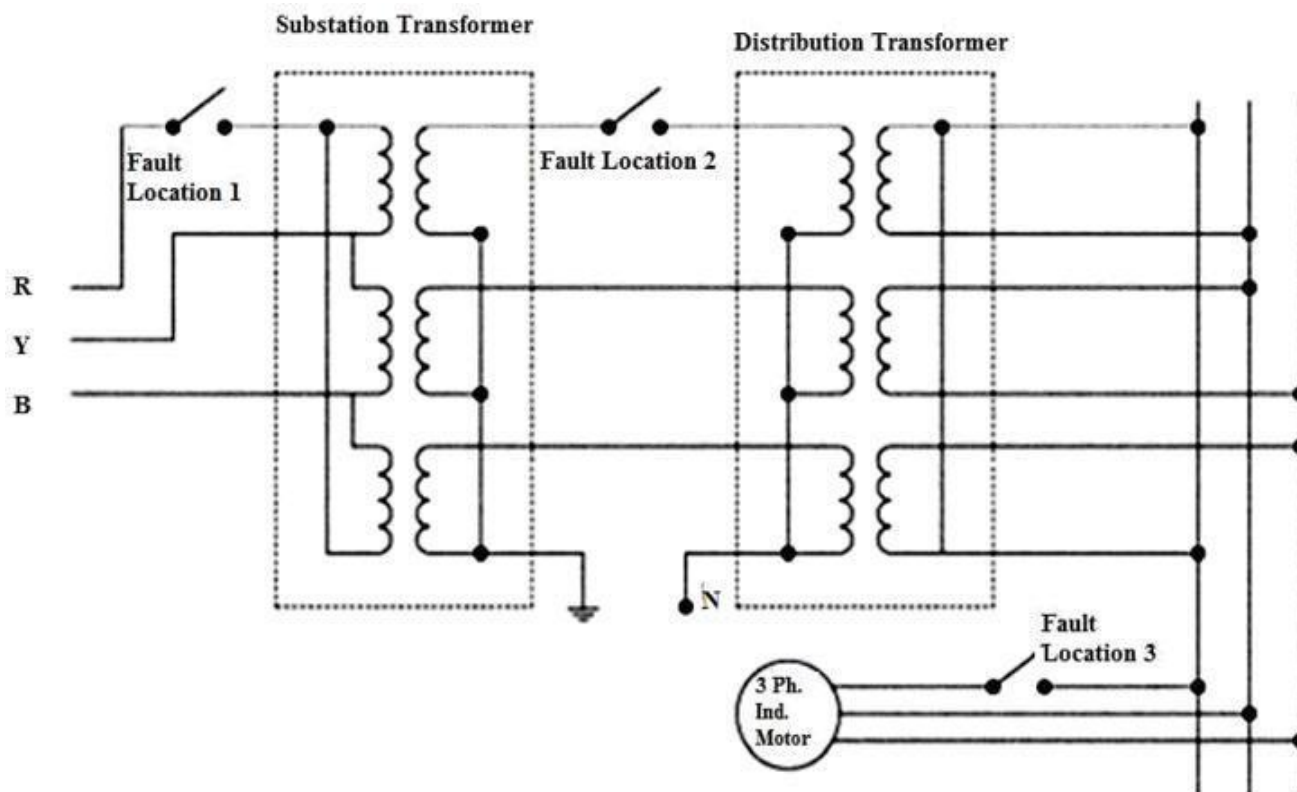 Substation Transformer
Distribution Transformer
Fault
Location 1
Fault Location 2
R
Y
B
N
Fault
Location 3
3 Ph.
Ind.
Motor